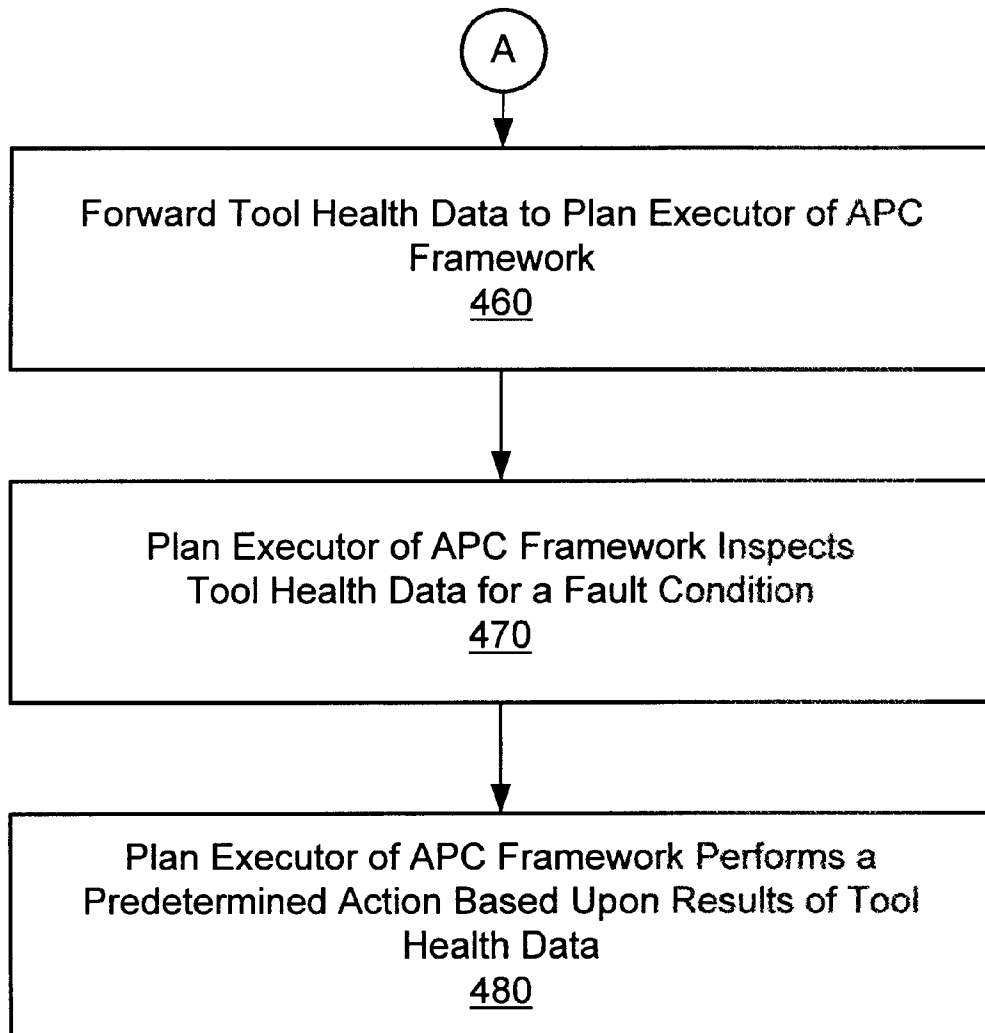 A
Forward Tool Health Data to Plan Executor of APC
Framework
460
Plan Executor of APC Framework Inspects
Tool Health Data for a Fault Condition
470
Plan Executor of APC Framework Performs a
Predetermined Action Based Upon Results of Tool
Health Data
480